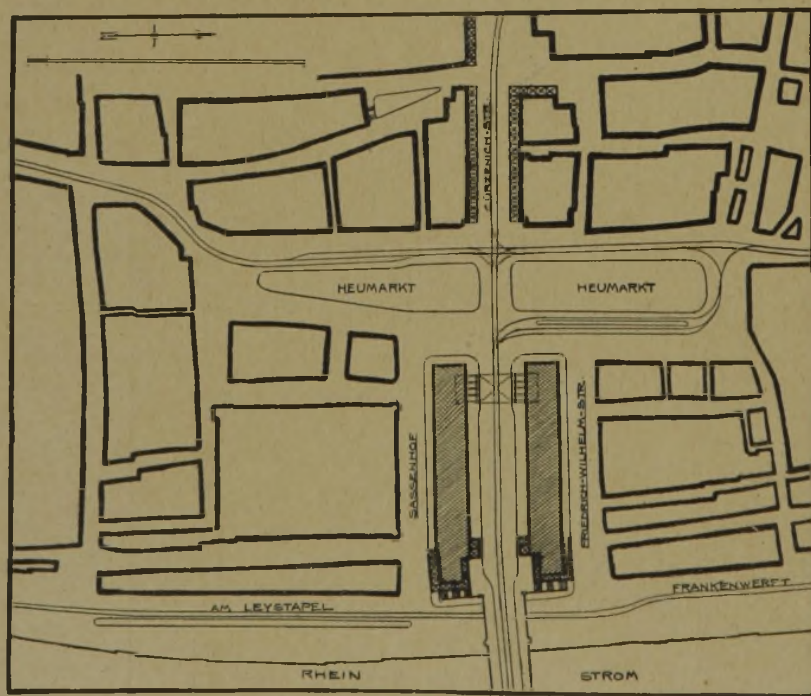 GÜRZENICH-STR.
HEUMARKT
HEUMARKT
SASSENHOF
FRIEDRICH-WILHELM-STR.
AM LEYSTAPEL
FRANKENWERFT
RHEIN STROM